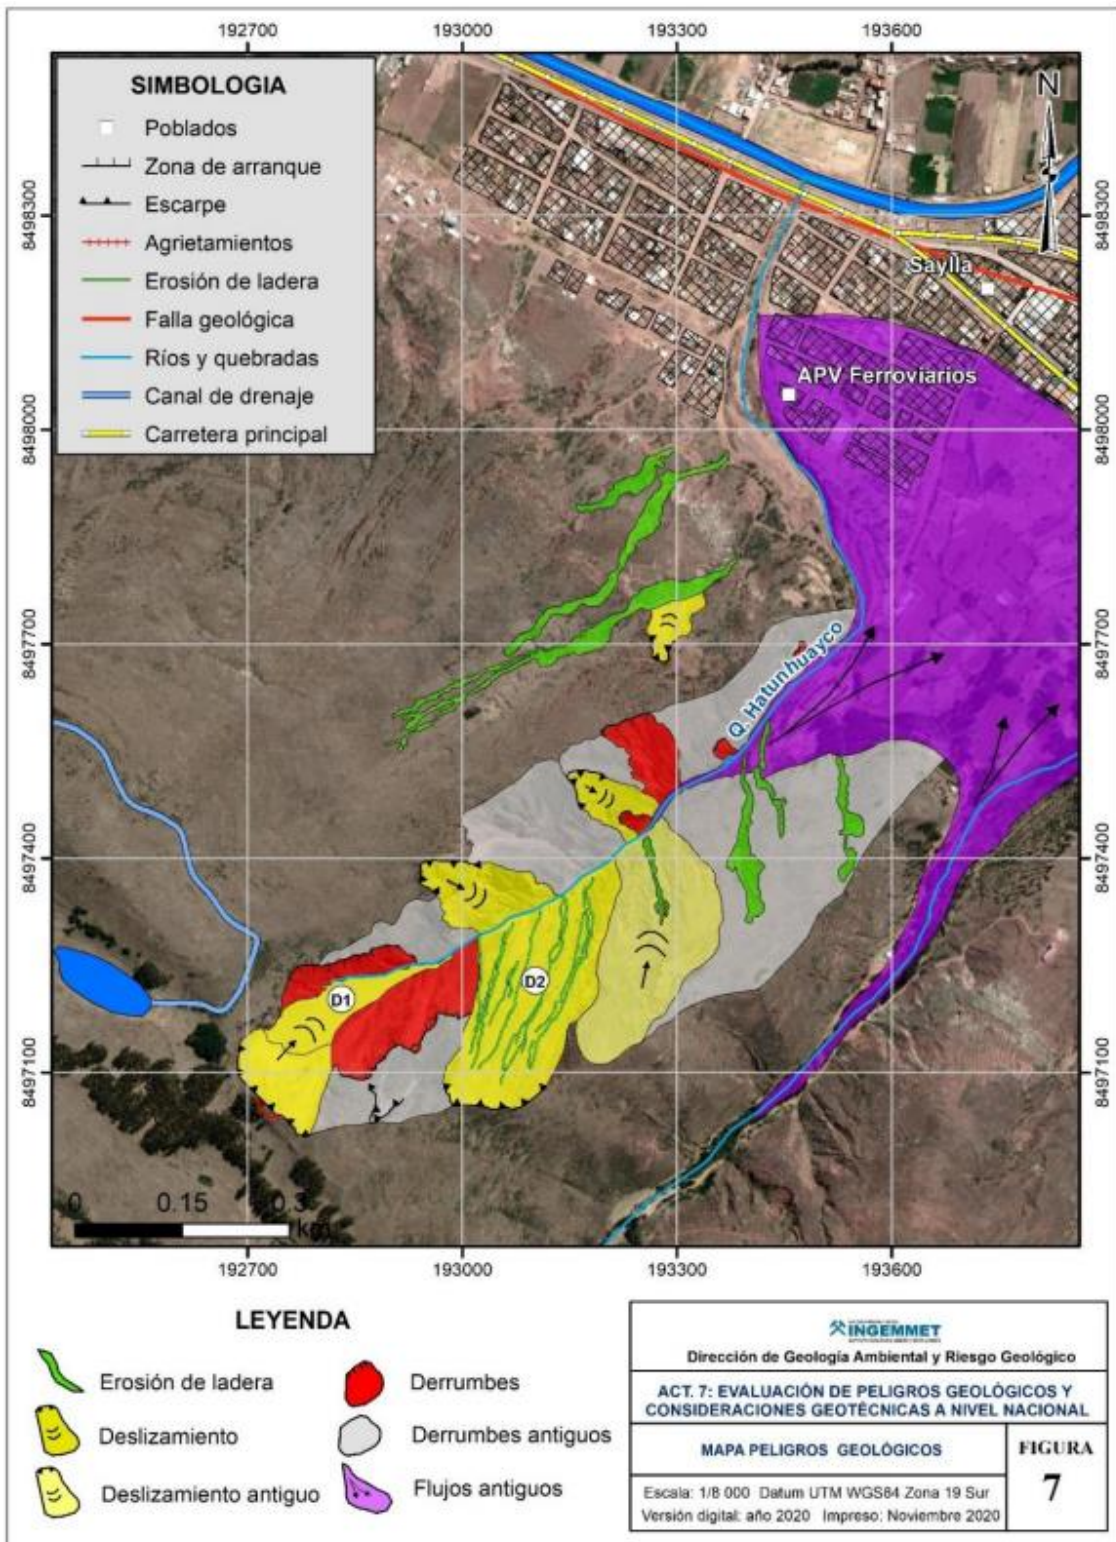 192700 193000 193300 193600
SIMBOLOGIA
Poblados
Zona de arranque
Escarpe
Agrietamientos
Erosión de ladera
Falla geológica
Ríos y quebradas
Canal de drenaje
Carretera principal
N
8498300 8498300
Saylla
APV Ferroviarios
8498000 8498000
8497700 8497700
Q. Hatunhuayco
8497400 8497400
D1
D2
8497100 8497100
0 0.15 0.3
km
192700 193000 193300 193600
LEYENDA
Erosión de ladera
Deslizamiento
Deslizamiento antiguo
Derrumbes
Derrumbes antiguos
Flujos antiguos
INGEMMET
Dirección de Geología Ambiental y Riesgo Geológico
ACT. 7: EVALUACIÓN DE PELIGROS GEOLÓGICOS Y
CONSIDERACIONES GEOTÉCNICAS A NIVEL NACIONAL
MAPA PELIGROS GEOLÓGICOS
FIGURA
7
Escala: 1/8 000 Datum UTM WGS84 Zona 19 Sur
Versión digital: año 2020 Impreso: Noviembre 2020